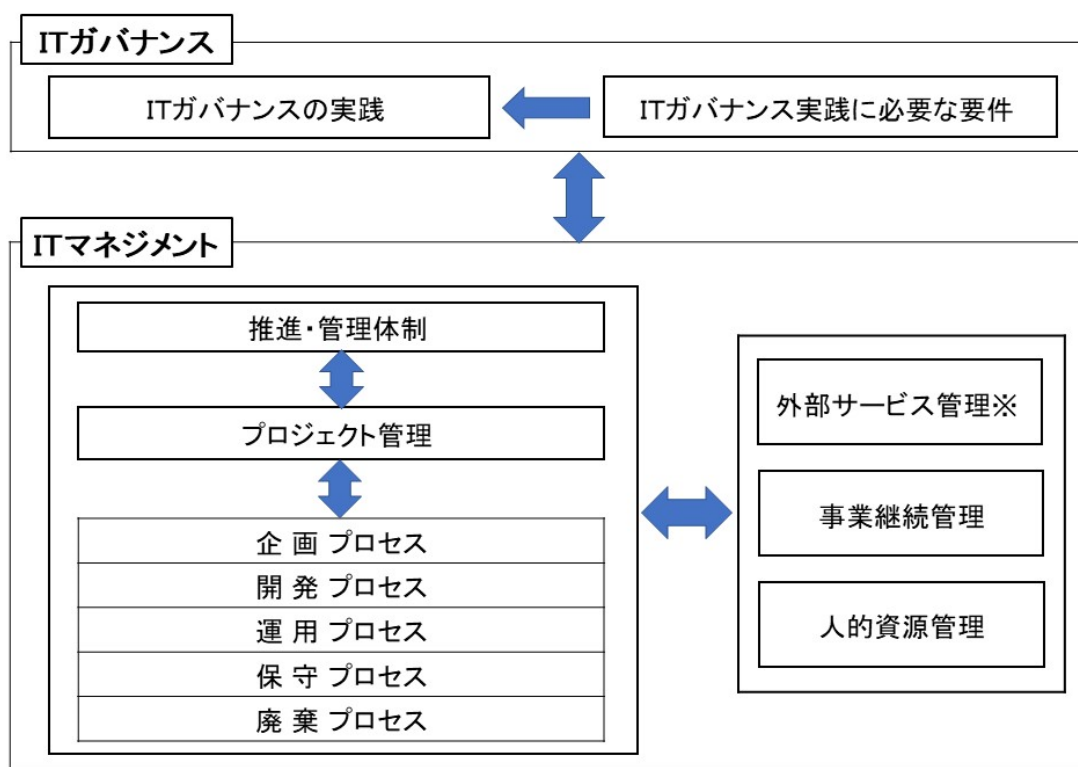 ITガバナンス
ITガバナンスの実践
ITガバナンス実践に必要な要件
ITマネジメント
推進・管理体制
プロジェクト管理
企 画 プロセス
開 発 プロセス
運 用 プロセス
保 守 プロセス
廃 棄 プロセス
外部サービス管理※
事業継続管理
人的資源管理